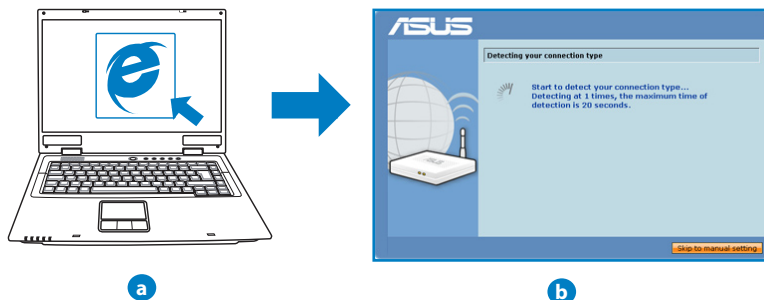 ASUS
Detecting your connection type
Start to detect your connection type...
Detecting at 1 times, the maximum time of
detection is 20 seconds.
ASUS
Skip to manual setting
a
b